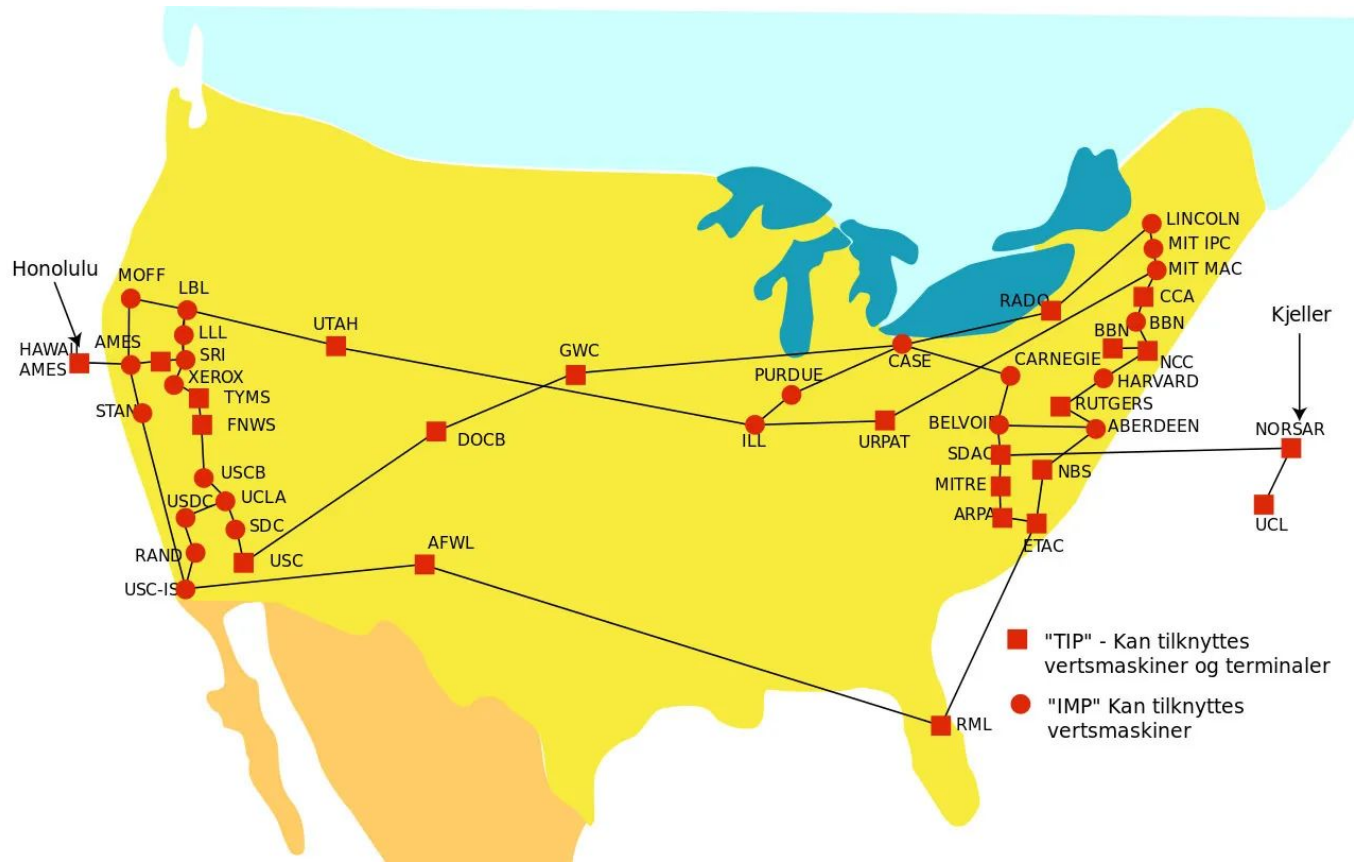 Honolulu
MOFF
LBL
HAWAII
AMES
AMES
LLL
SRI
XEROX
STAN
TYMS
FNWS
USCB
USDC
UCLA
SDC
RAND
USC
USC-IS
UTAH
GWC
DOCB
AFWL
PURDUE
ILL
URPAT
CASE
RADO
LINCOLN
MIT IPC
MIT MAC
CCA
BBN
BBN
NCC
CARNEGIE
HARVARD
RUTGERS
BELVOIR
ABERDEEN
SDAC
NBS
MITRE
ARPA
ETAC
RML
Kjeller
NORSAR
UCL
"TIP" - Kan tilknyttes
vertsmaskiner og terminaler
"IMP" Kan tilknyttes
vertsmaskiner